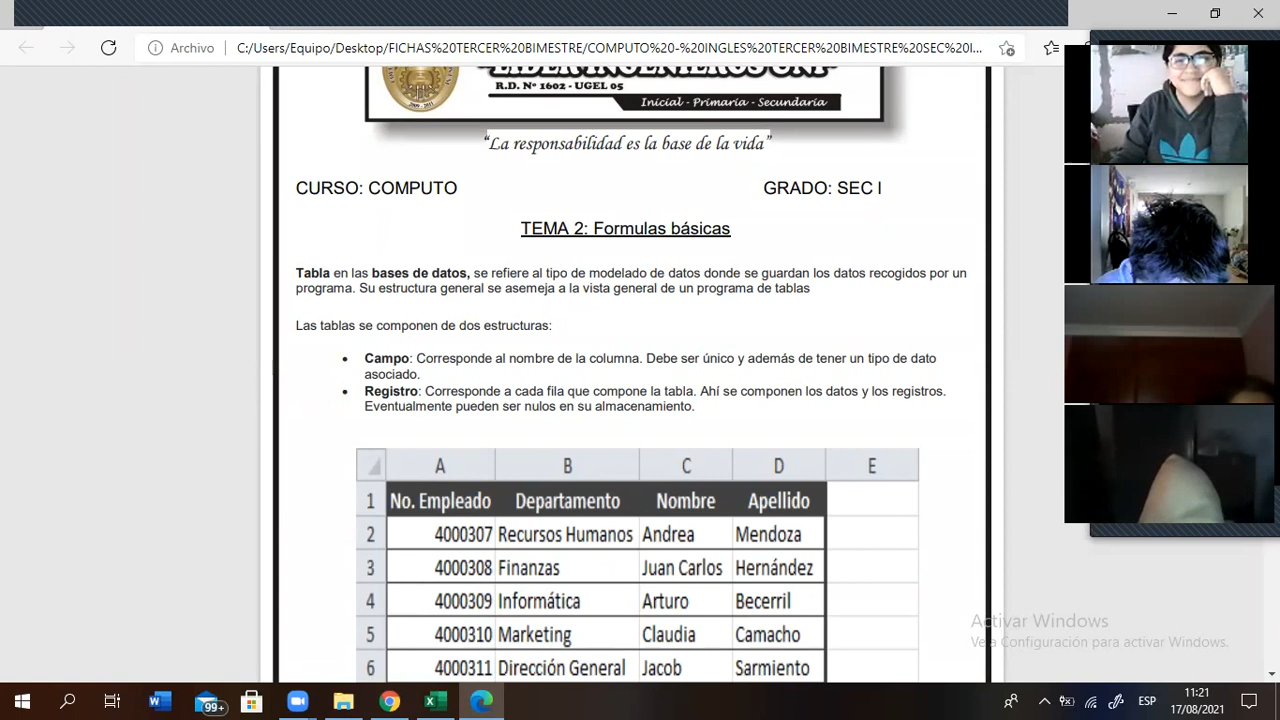 Archivo
C:/Users/Equipo/Desktop/FICHAS%20TERCER%20BIMESTRE/COMPUTO%20-%20INGLES%20TERCER%20BIMESTRE%20SEC%20I...
R.D. Nº 1602 - UGEL 05
Inicial - Primaria - Secundaria
“La responsabilidad es la base de la vida”
CURSO: COMPUTO GRADO: SEC I
TEMA 2: Formulas básicas
Tabla en las bases de datos, se refiere al tipo de modelado de datos donde se guardan los datos recogidos por un
programa. Su estructura general se asemeja a la vista general de un programa de tablas
Las tablas se componen de dos estructuras:
• Campo: Corresponde al nombre de la columna. Debe ser único y además de tener un tipo de dato
asociado.
• Registro: Corresponde a cada fila que compone la tabla. Ahí se componen los datos y los registros.
Eventualmente pueden ser nulos en su almacenamiento.
A B C D E
1 No. Empleado Departamento Nombre Apellido
2 4000307 Recursos Humanos Andrea Mendoza
3 4000308 Finanzas Juan Carlos Hernández
4 4000309 Informática Arturo Becerril
5 4000310 Marketing Claudia Camacho
6 4000311 Dirección General Jacob Sarmiento
Activar Windows
Ve a Configuración para activar Windows.
99+
ESP
11:21
17/08/2021